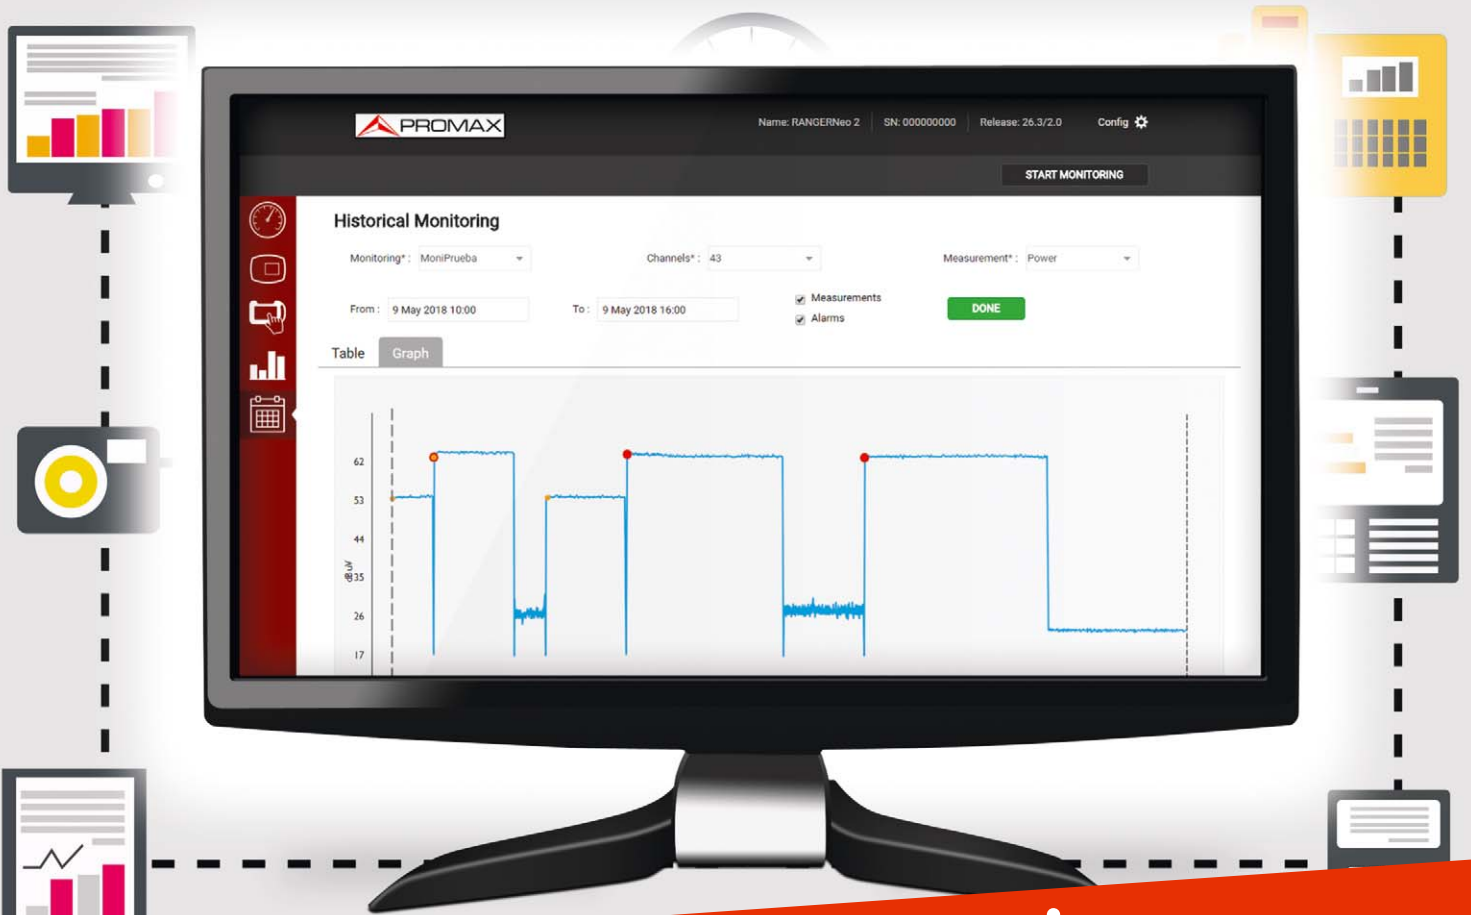 PROMAX
Name: RANGERNeo 2 SN: 000000000 Release: 26.3/2.0 Config
START MONITORING
Historical Monitoring
Monitoring* : MoniPrueba Channels* : 43 Measurement* : Power
From : 9 May 2018 10:00 To : 9 May 2018 16:00 Measurements DONE
Alarms
Table Graph
62
53
44
dBuV
35
26
17